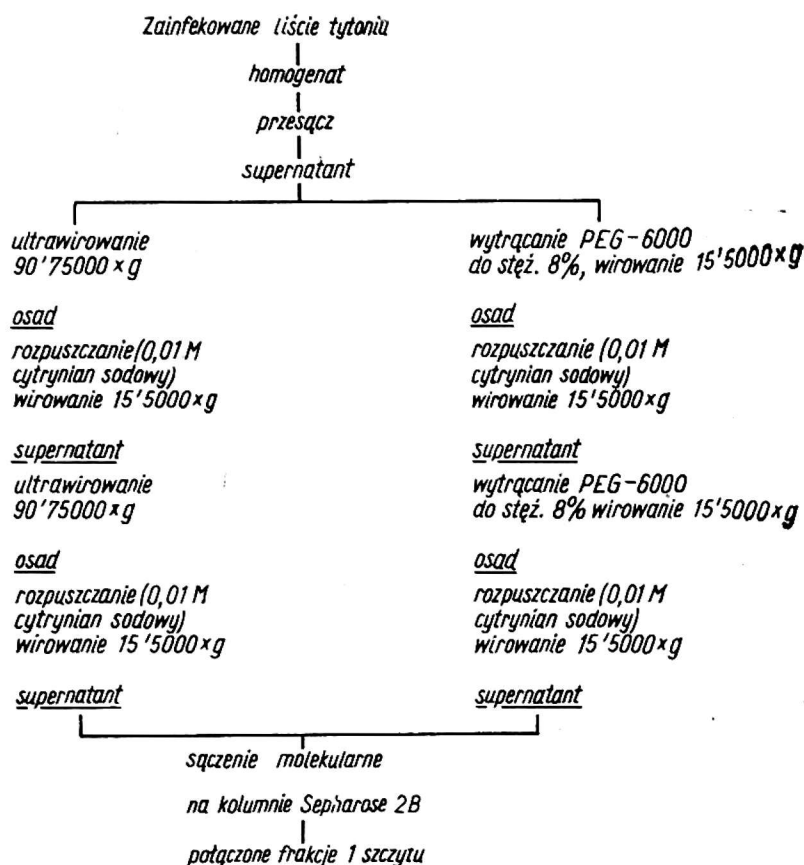 Zainfekowane liście tytoniu
homogenat
przesącz
supernatant
ultrawirowanie
90'75000×g
osad
rozpuszczanie(0,01 M
cytrynian sodowy)
wirowanie 15'5000×g
supernatant
ultrawirowanie
90'75000×g
osad
rozpuszczanie(0,01 M
cytrynian sodowy)
wirowanie 15'5000×g
supernatant
wytrącanie PEG-6000
do stęż. 8%, wirowanie 15'5000×g
osad
rozpuszczanie (0,01 M
cytrynian sodowy)
wirowanie 15'5000×g
supernatant
wytrącanie PEG-6000
do stęż. 8% wirowanie 15'5000×g
osad
rozpuszczanie (0,01 M
cytrynian sodowy)
wirowanie 15'5000×g
supernatant
sączenie molekularne
na kolumnie Sepharose 2B
połączone frakcje 1 szczytu